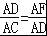 AD/AC = AF/AD